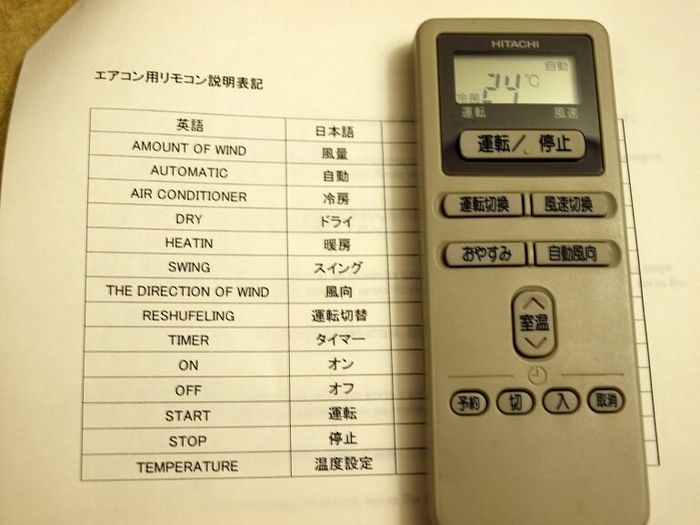 エアコン用リモコン説明表記
英語 日本語
AMOUNT OF WIND 風量
AUTOMATIC 自動
AIR CONDITIONER 冷房
DRY ドライ
HEATIN 暖房
SWING スイング
THE DIRECTION OF WIND 風向
RESHUFELING 運転切替
TIMER タイマー
ON オン
OFF オフ
START 運転
STOP 停止
TEMPERATURE 温度設定
HITACHI
自動
24℃
冷房
運転 風速
運転/停止
運転切換 風速切換
おやすみ 自動風向
室温
予約 切 入 取消